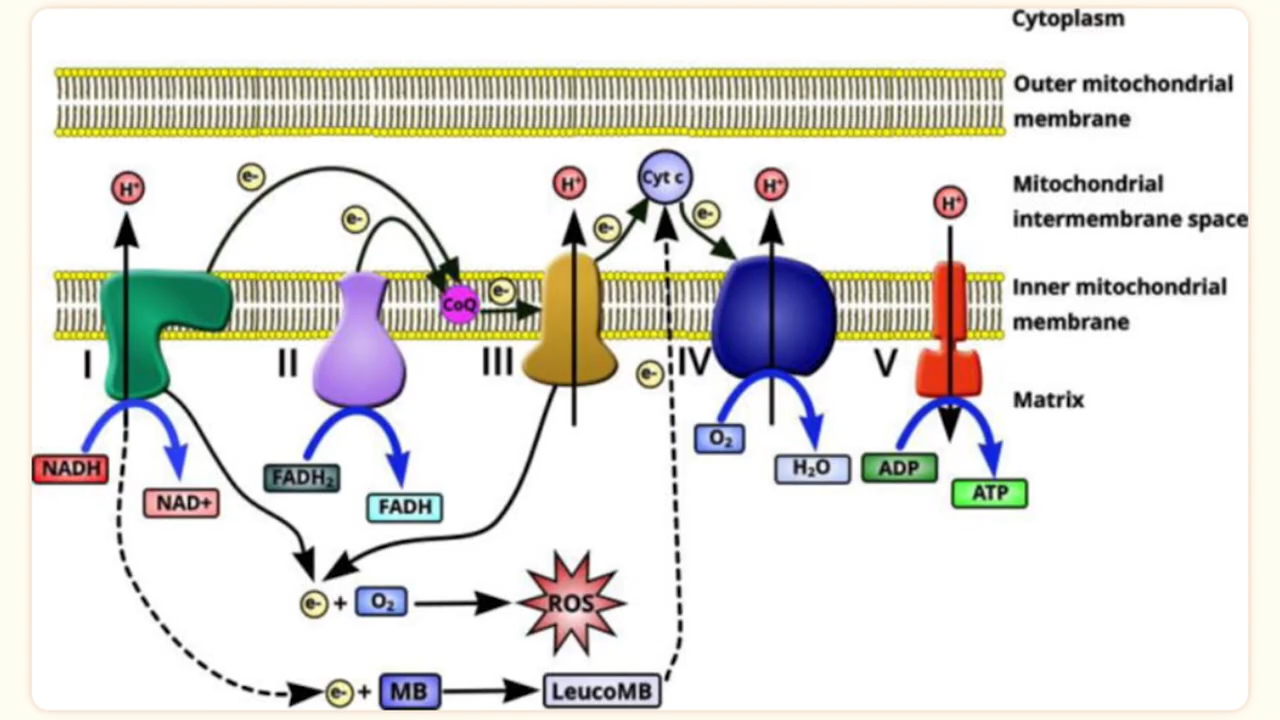 Cytoplasm
Outer mitochondrial
membrane
H⁺
e-
e-
H⁺
Cyt c
e-
e-
H⁺
H⁺
Mitochondrial
intermembrane space
CoQ
e-
Inner mitochondrial
membrane
I
II
III
e-
IV
V
Matrix
NADH
NAD+
FADH₂
FADH
O₂
H₂O
ADP
ATP
e- + O₂
ROS
e- + MB
LeucoMB